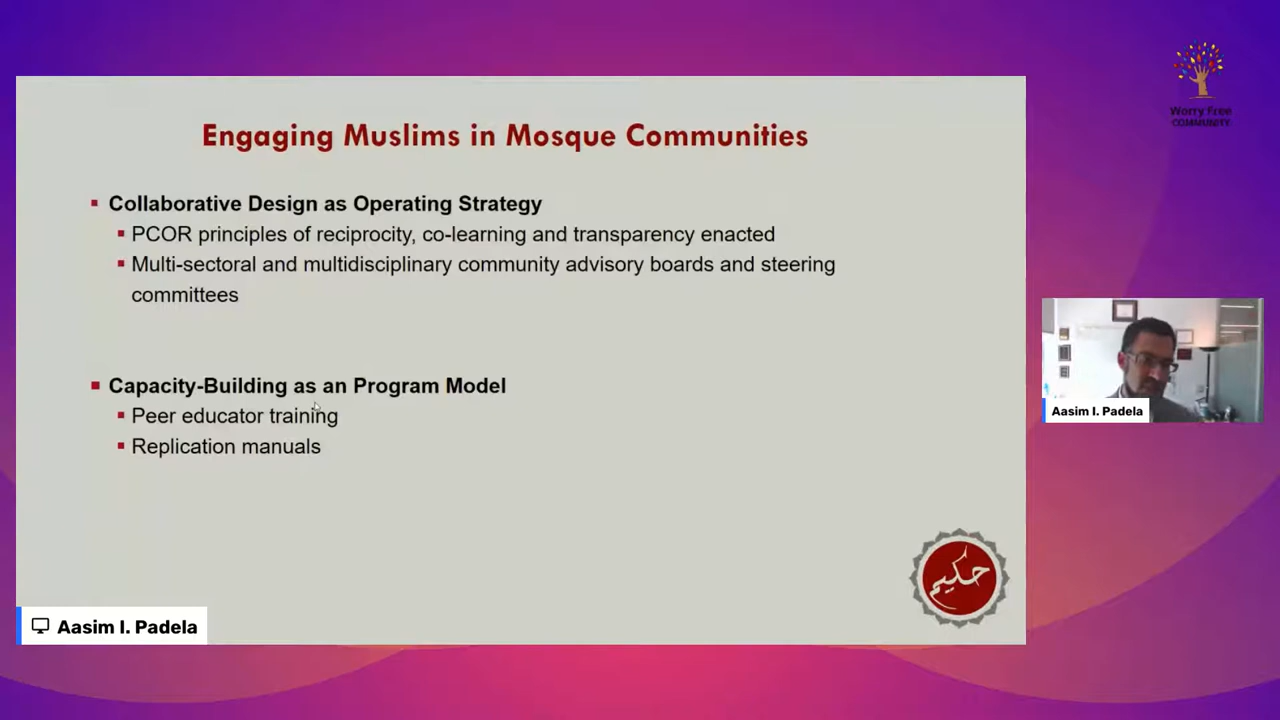 Worry Free
COMMUNITY
Engaging Muslims in Mosque Communities
Collaborative Design as Operating Strategy
PCOR principles of reciprocity, co-learning and transparency enacted
Multi-sectoral and multidisciplinary community advisory boards and steering
committees
Capacity-Building as an Program Model
Peer educator training
Replication manuals
حكيم
Aasim I. Padela
Aasim I. Padela